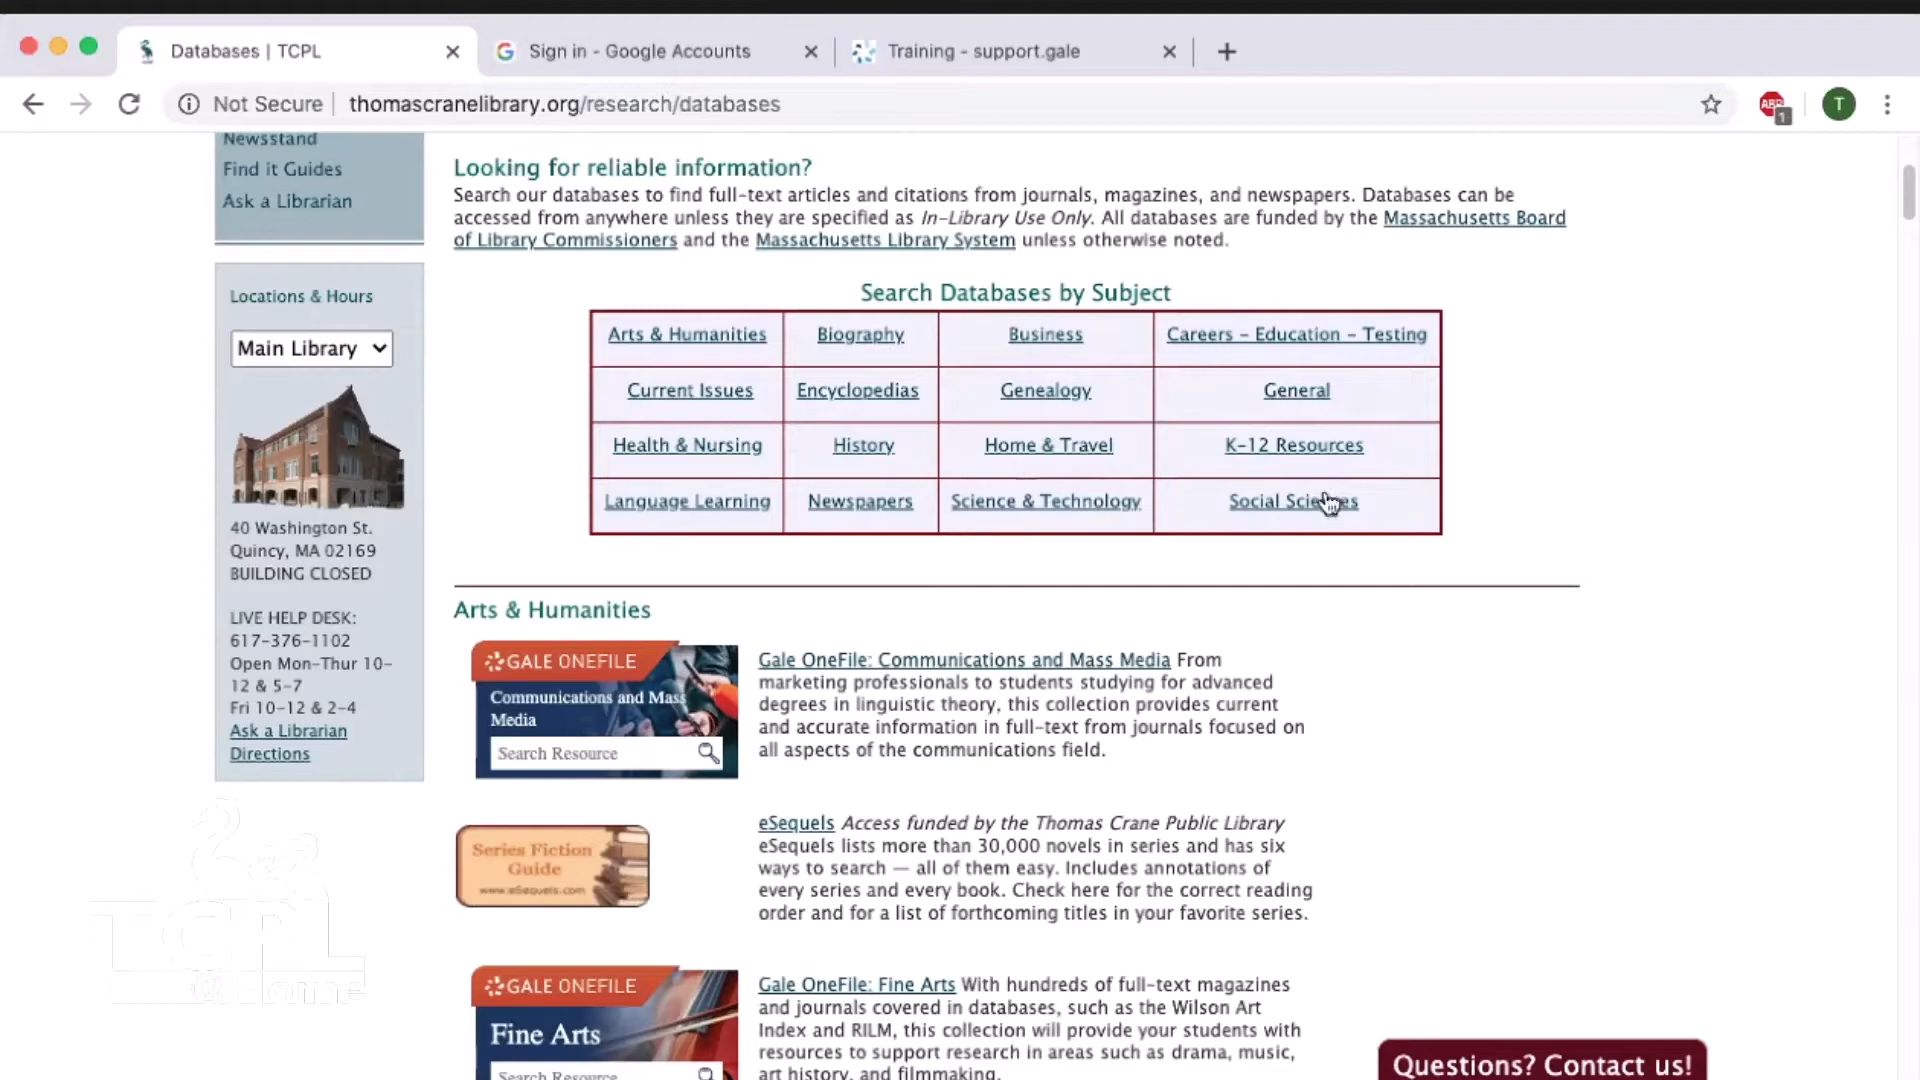 Databases | TCPL
Sign in - Google Accounts
Training - support.gale
Not Secure
thomascranelibrary.org/research/databases
ABP
1
T
Newsstand
Find it Guides
Ask a Librarian
Locations & Hours
Main Library
40 Washington St.
Quincy, MA 02169
BUILDING CLOSED
LIVE HELP DESK:
617-376-1102
Open Mon-Thur 10-
12 & 5-7
Fri 10-12 & 2-4
Ask a Librarian
Directions
Looking for reliable information?
Search our databases to find full-text articles and citations from journals, magazines, and newspapers. Databases can be
accessed from anywhere unless they are specified as In-Library Use Only. All databases are funded by the Massachusetts Board
of Library Commissioners and the Massachusetts Library System unless otherwise noted.
Search Databases by Subject
Arts & Humanities Biography Business Careers – Education – Testing
Current Issues Encyclopedias Genealogy General
Health & Nursing History Home & Travel K-12 Resources
Language Learning Newspapers Science & Technology Social Sciences
Arts & Humanities
GALE ONEFILE
Communications and Mass
Media
Search Resource
Gale OneFile: Communications and Mass Media From
marketing professionals to students studying for advanced
degrees in linguistic theory, this collection provides current
and accurate information in full-text from journals focused on
all aspects of the communications field.
Series Fiction
Guide
www.eSequels.com
eSequels Access funded by the Thomas Crane Public Library
eSequels lists more than 30,000 novels in series and has six
ways to search — all of them easy. Includes annotations of
every series and every book. Check here for the correct reading
order and for a list of forthcoming titles in your favorite series.
GALE ONEFILE
Fine Arts
Search Resource
Gale OneFile: Fine Arts With hundreds of full-text magazines
and journals covered in databases, such as the Wilson Art
Index and RILM, this collection will provide your students with
resources to support research in areas such as drama, music,
art history, and filmmaking.
TCPL
@Home
Questions? Contact us!